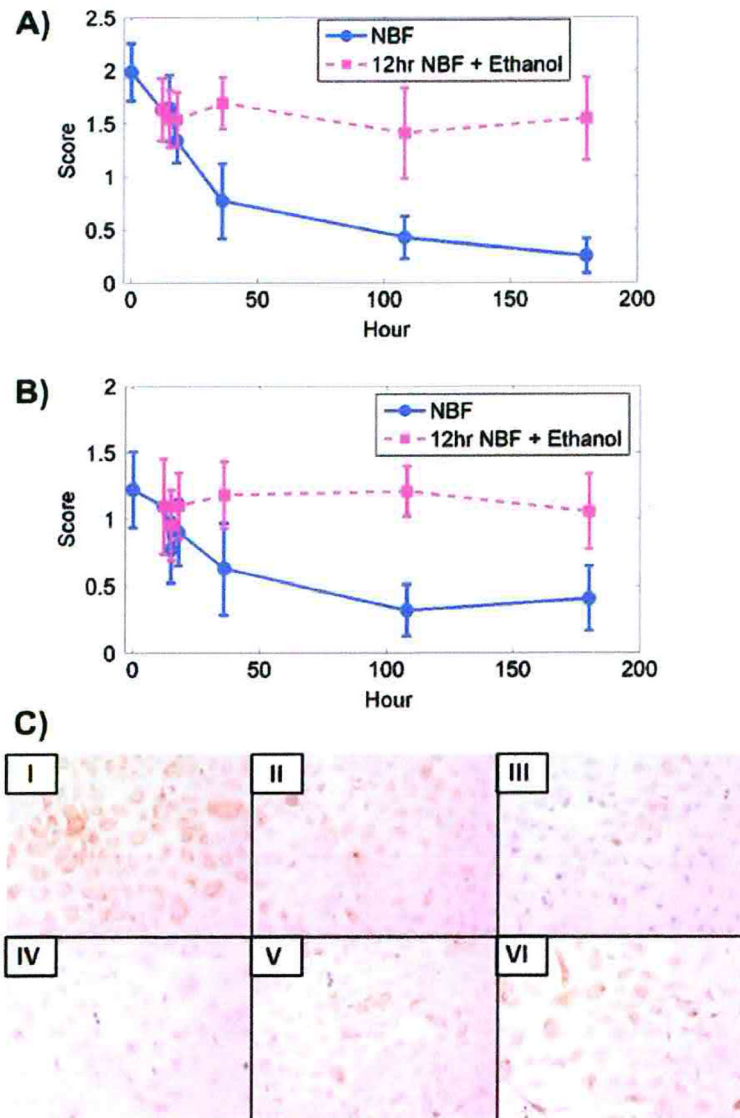 A)
2.5
2
1.5
1
0.5
0
Score
NBF
12hr NBF + Ethanol
0 50 100 150 200
Hour
B)
2
1.5
1
0.5
0
Score
NBF
12hr NBF + Ethanol
0 50 100 150 200
Hour
C)
I II III
IV V VI